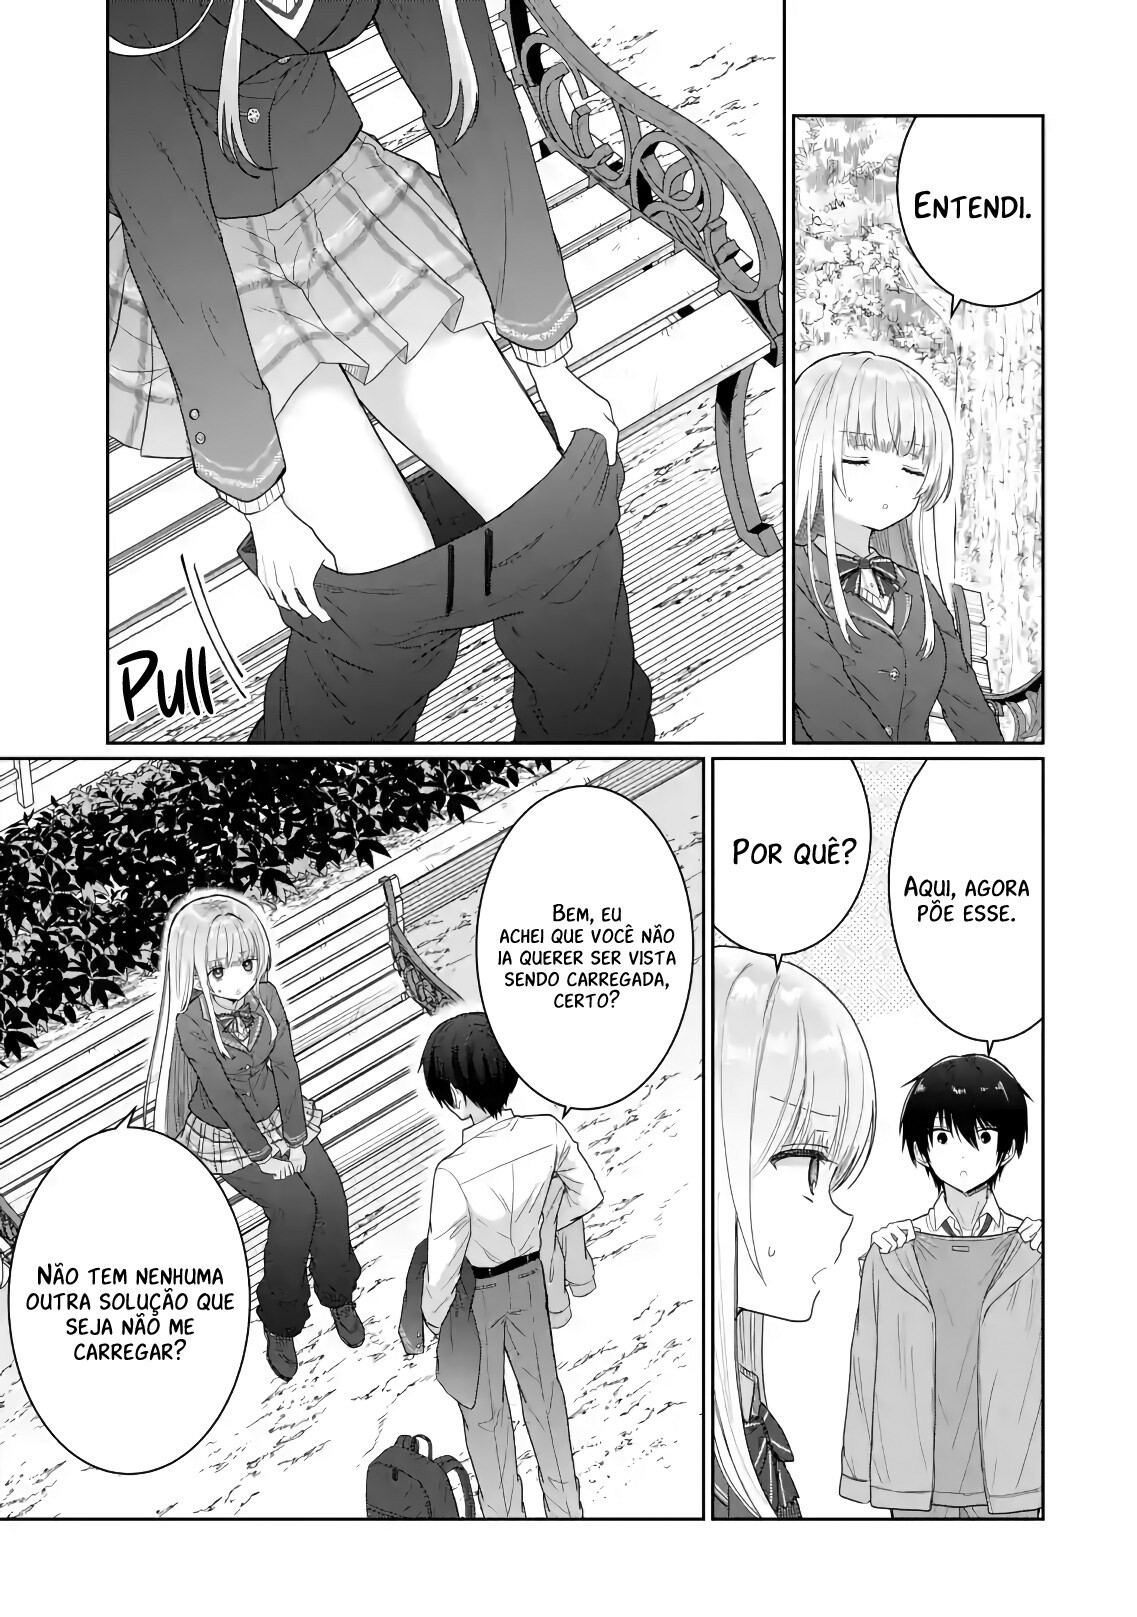 ENTENDI.
Pull
AQUI, AGORA
PÕE ESSE.
POR QUÊ?
BEM, EU
ACHEI QUE VOCÊ NÃO
IA QUERER SER VISTA
SENDO CARREGADA,
CERTO?
NÃO TEM NENHUMA
OUTRA SOLUÇÃO QUE
SEJA NÃO ME
CARREGAR?